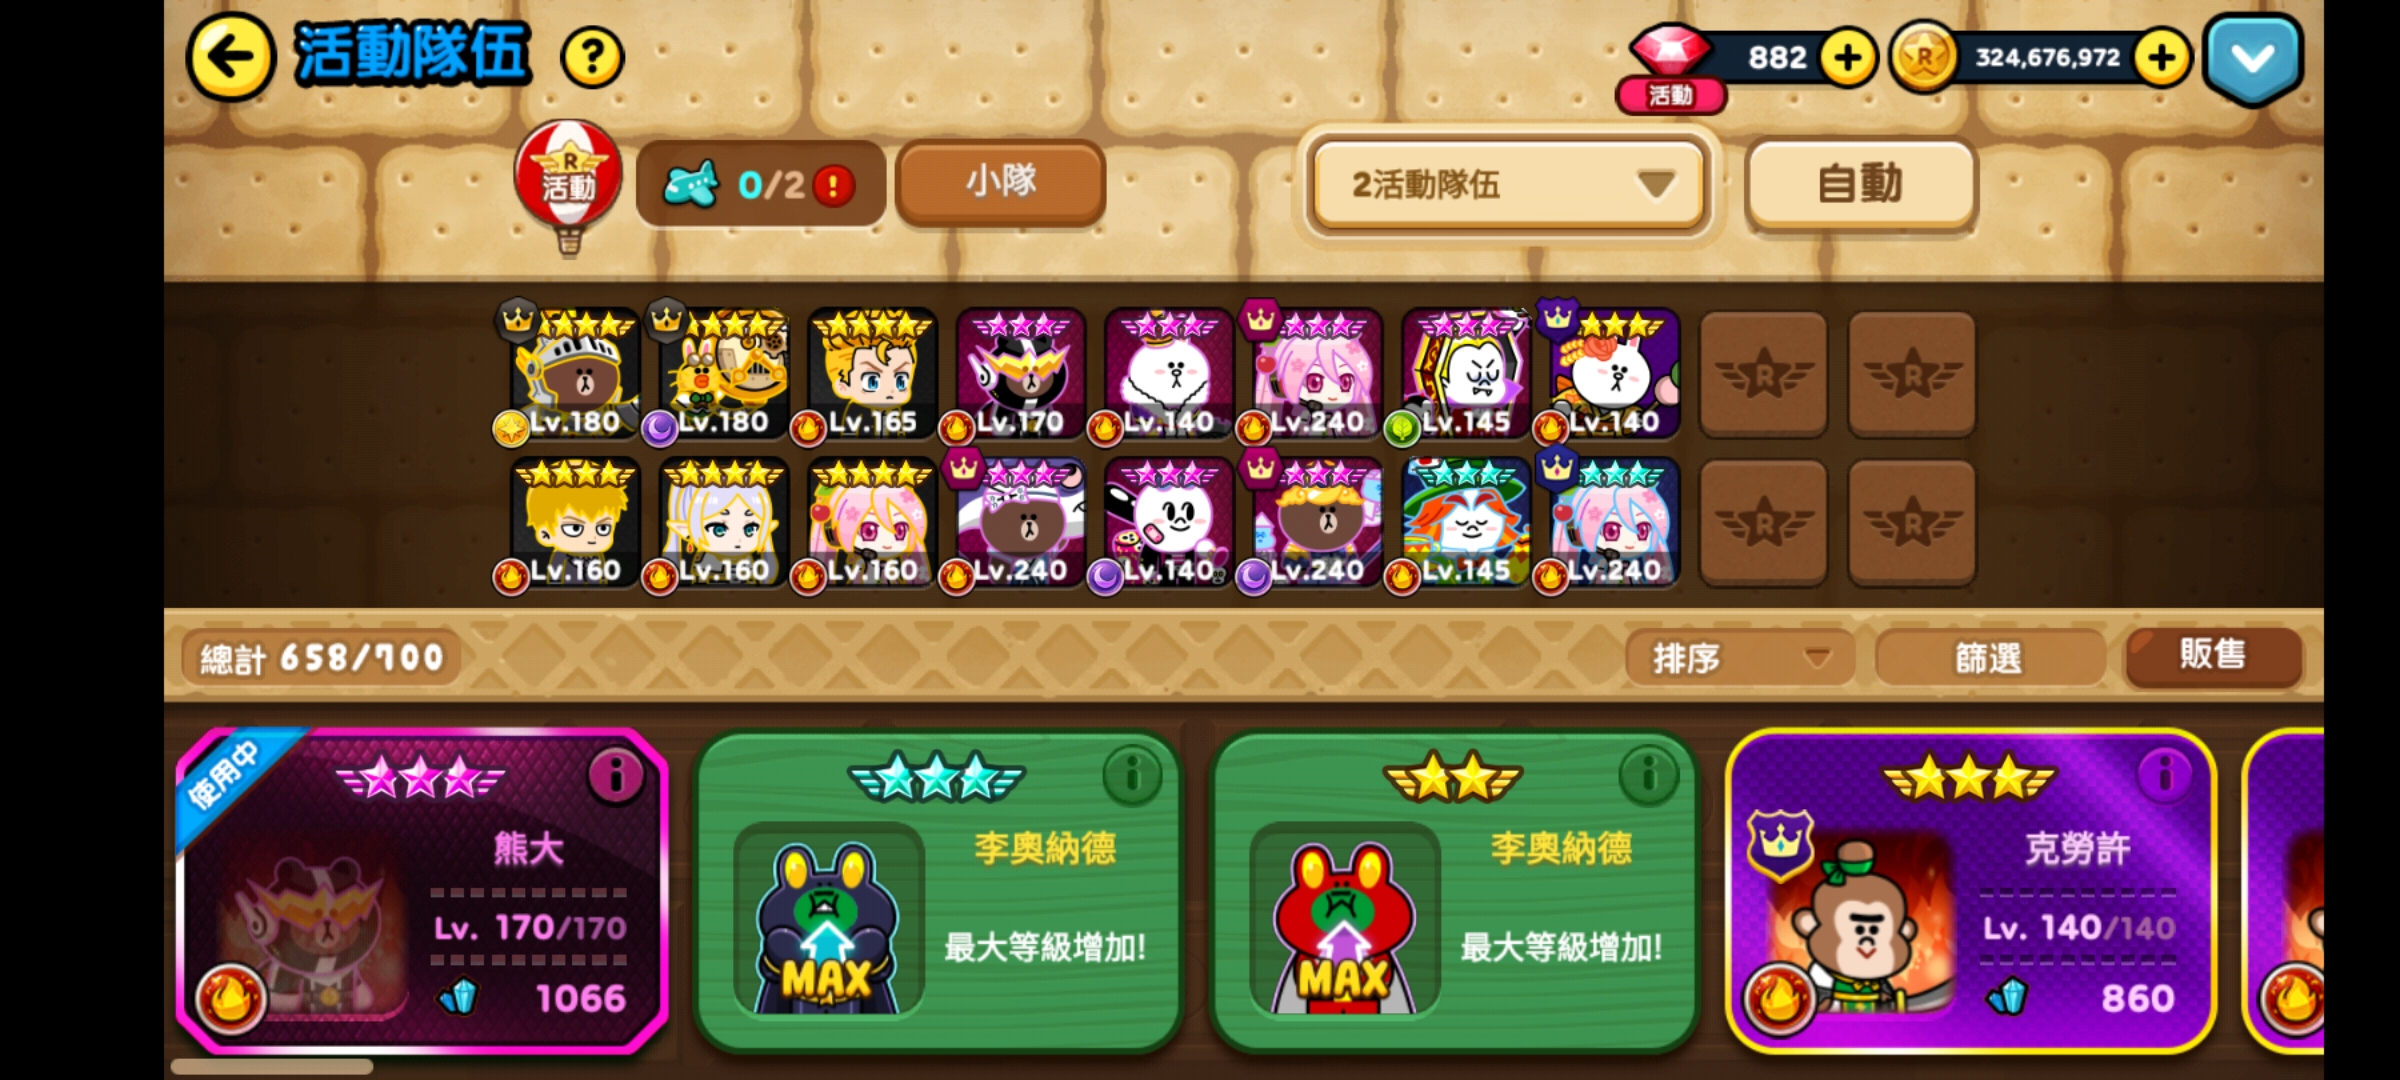 活動隊伍
?
882
324,676,972
活動
R
活動
0/2
!
小隊
2活動隊伍
自動
Lv.180
Lv.180
Lv.165
Lv.170
Lv.140
Lv.240
Lv.145
Lv.140
Lv.160
Lv.160
Lv.160
Lv.240
Lv.140
Lv.240
Lv.145
Lv.240
總計 658/700
排序
篩選
販售
使用中
熊大
Lv. 170/170
1066
李奧納德
最大等級增加!
MAX
李奧納德
最大等級增加!
MAX
克勞許
Lv. 140/140
860